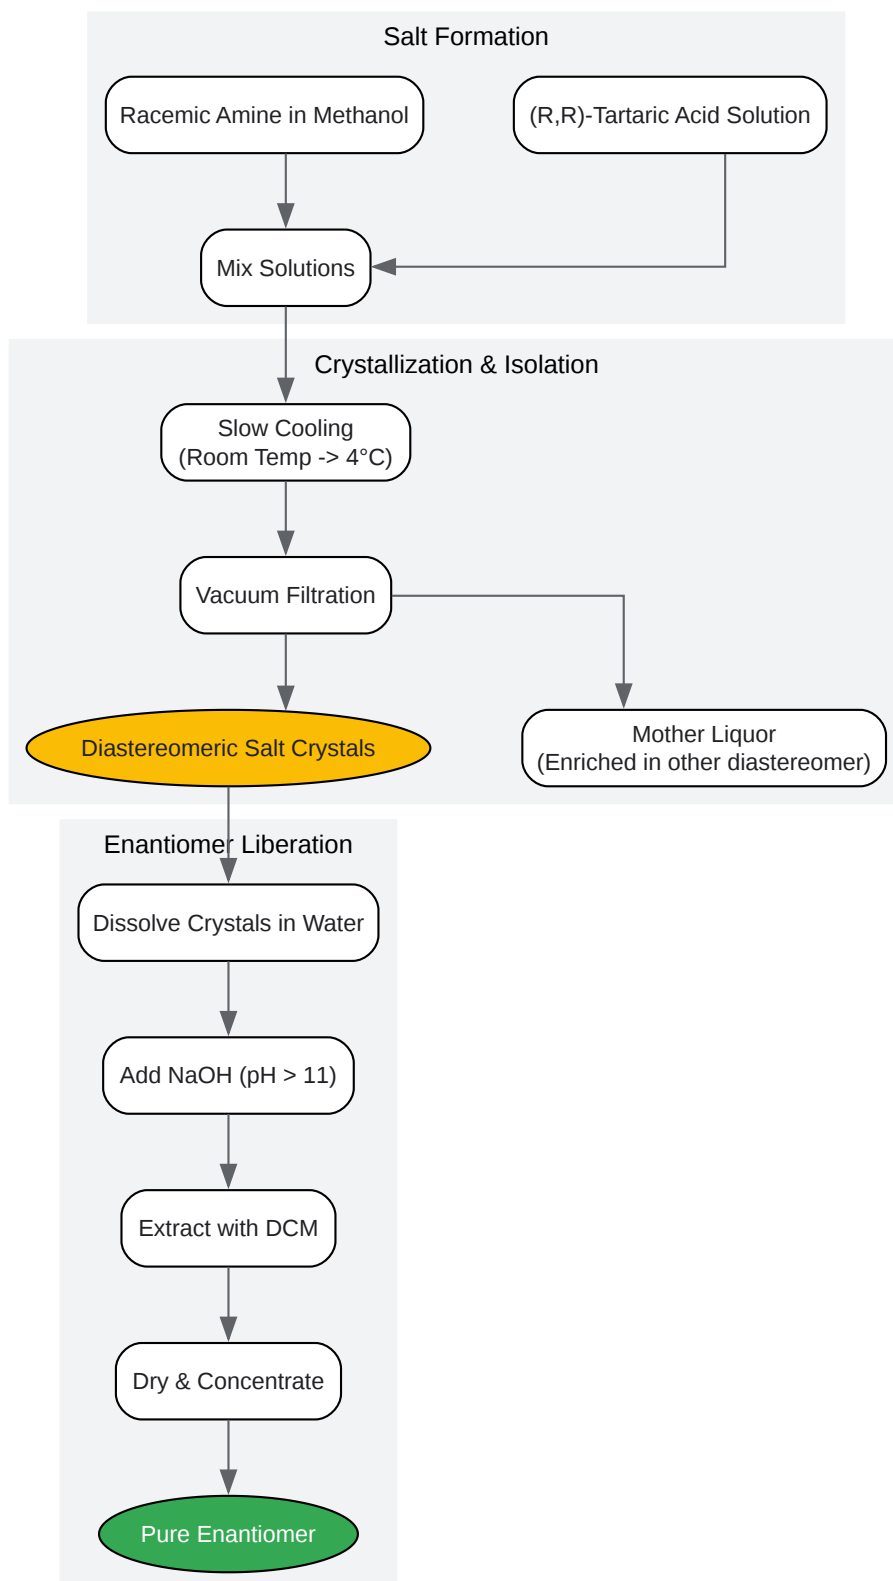 Salt Formation
Racemic Amine in Methanol
(R,R)-Tartaric Acid Solution
Mix Solutions
Crystallization & Isolation
Slow Cooling
(Room Temp -> 4°C)
Vacuum Filtration
Diastereomeric Salt Crystals
Mother Liquor
(Enriched in other diastereomer)
Enantiomer Liberation
Dissolve Crystals in Water
Add NaOH (pH > 11)
Extract with DCM
Dry & Concentrate
Pure Enantiomer